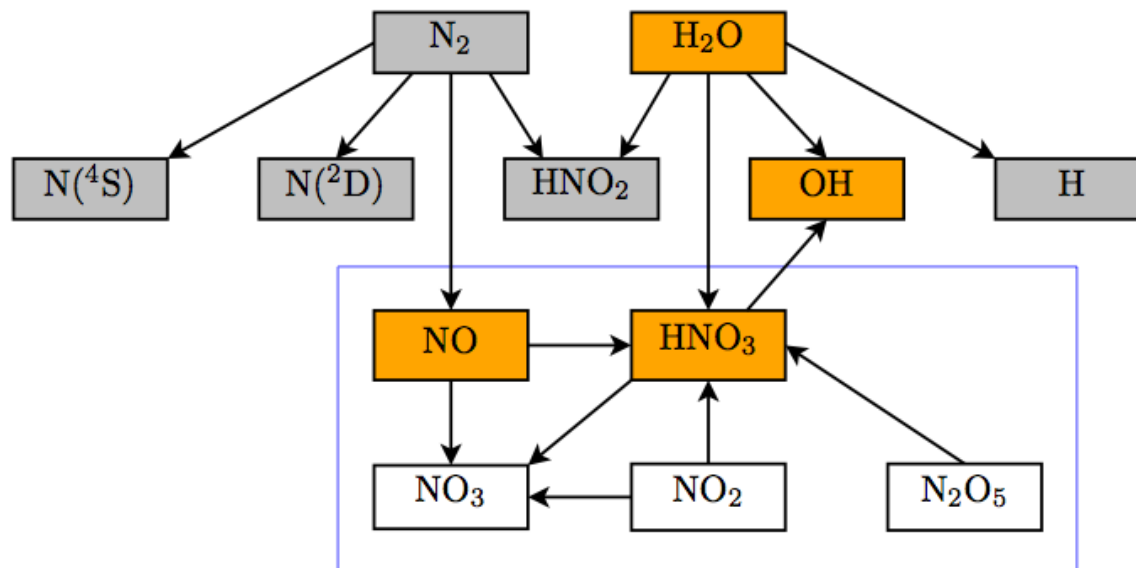 N₂ H₂O
N(⁴S) N(²D) HNO₂ OH H
NO HNO₃
NO₃ NO₂ N₂O₅